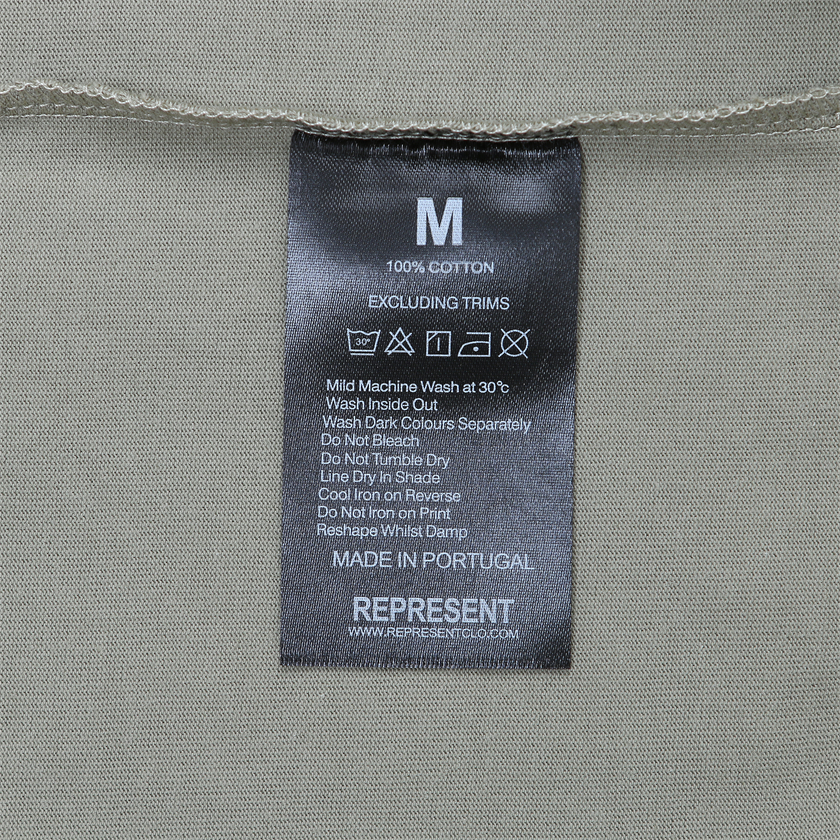 M
100% COTTON
EXCLUDING TRIMS
30°
Mild Machine Wash at 30°c
Wash Inside Out
Wash Dark Colours Separately
Do Not Bleach
Do Not Tumble Dry
Line Dry In Shade
Cool Iron on Reverse
Do Not Iron on Print
Reshape Whilst Damp
MADE IN PORTUGAL
REPRESENT
WWW.REPRESENTCLO.COM